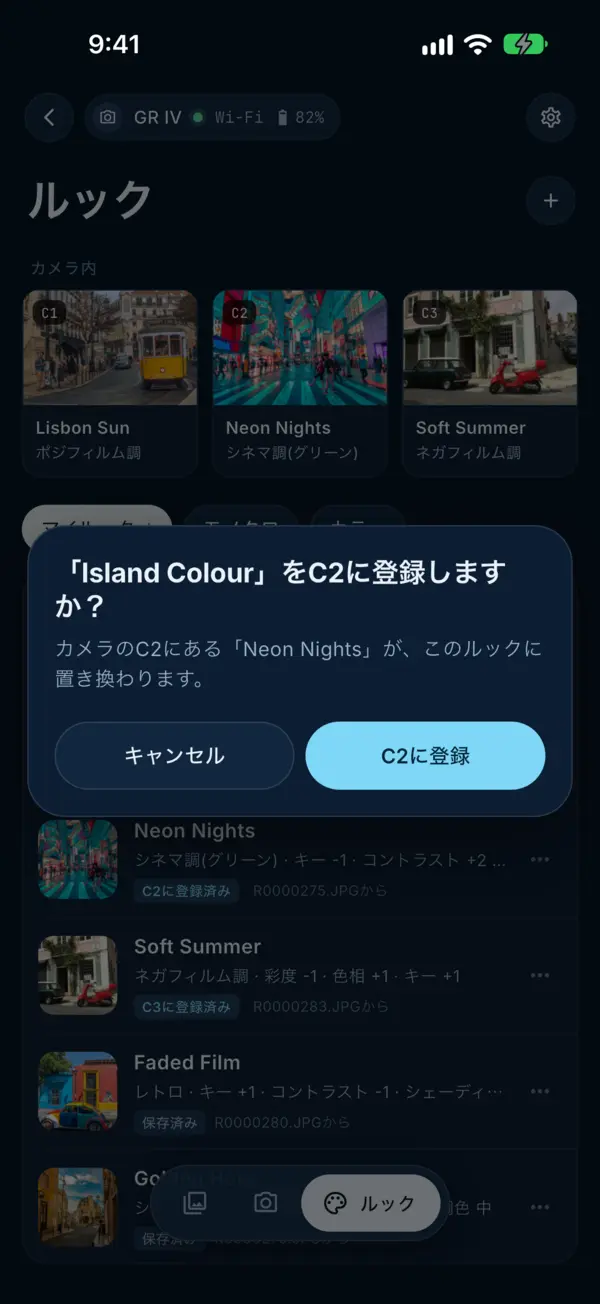 9:41
GR IV Wi-Fi 82%
ルック
カメラ内
C1
C2
C3
Lisbon Sun
ポジフィルム調
Neon Nights
シネマ調(グリーン)
Soft Summer
ネガフィルム調
「Island Colour」をC2に登録します
か？
カメラのC2にある「Neon Nights」が、このルックに
置き換わります。
キャンセル
C2に登録
Neon Nights
シネマ調(グリーン) · キー -1 · コントラスト +2 ...
C2に登録済み R0000275.JPGから
Soft Summer
ネガフィルム調 · 彩度 -1 · 色相 +1 · キー +1
C3に登録済み R0000283.JPGから
Faded Film
レトロ · キー +1 · コントラスト -1 · シェーディ…
保存済み R0000280.JPGから
ルック
保存済み